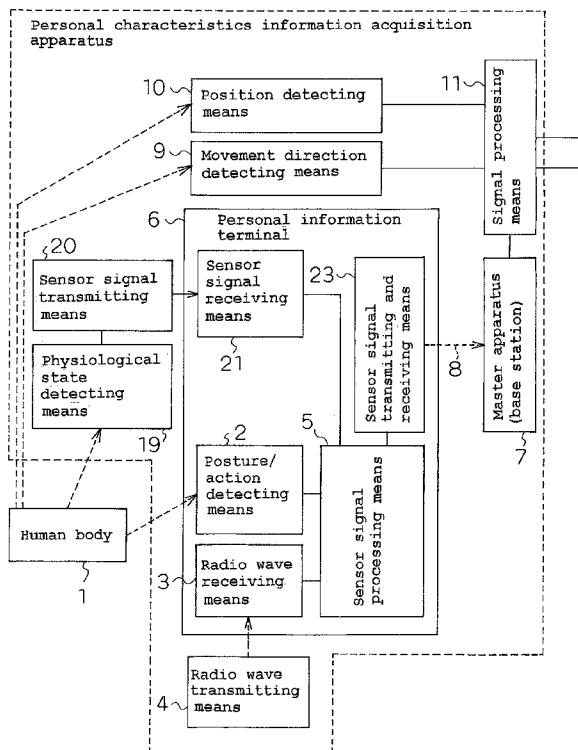 Personal characteristics information acquisition
apparatus
10
Position detecting
means
11
Signal processing
means
9
Movement direction
detecting means
6
Personal information
terminal
20
Sensor signal
transmitting
means
Sensor
signal
receiving
means
21
23
Sensor signal
transmitting and
receiving means
8
Master apparatus
(base station)
7
Physiological
state
detecting
means
19
2
Posture/
action
detecting
means
5
Sensor signal
processing means
Human body
1
3
Radio wave
receiving
means
4
Radio wave
transmitting
means